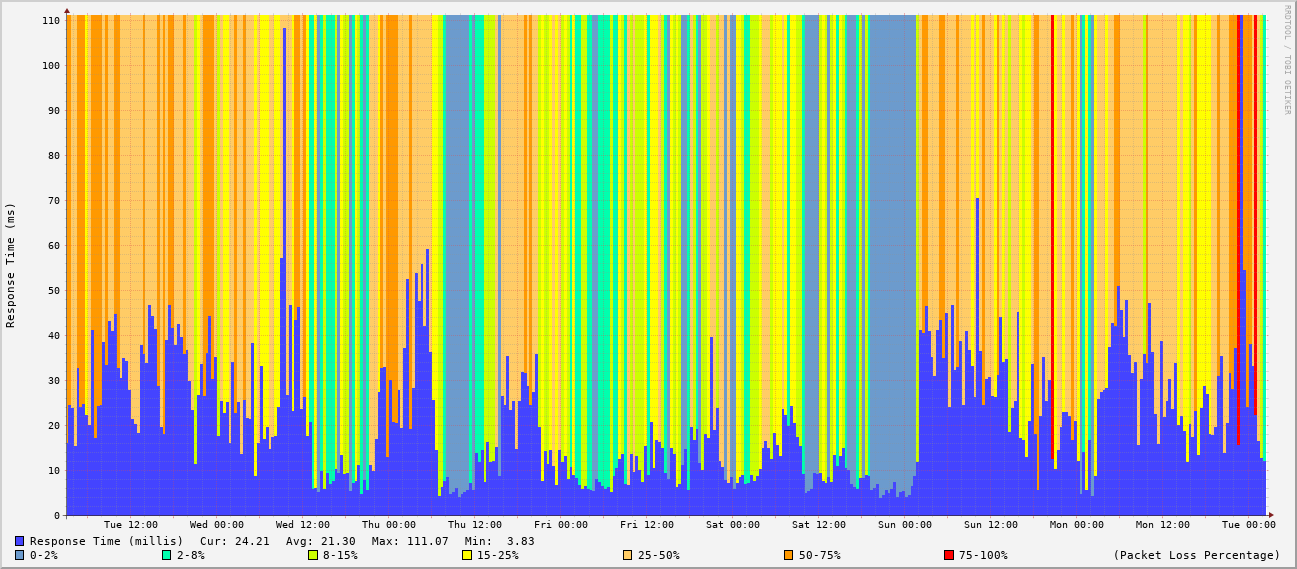 RRDTOOL / TOBI OETIKER
Response Time (ms)
110
100
90
80
70
60
50
40
30
20
10
0
Tue 12:00 Wed 00:00 Wed 12:00 Thu 00:00 Thu 12:00 Fri 00:00 Fri 12:00 Sat 00:00 Sat 12:00 Sun 00:00 Sun 12:00 Mon 00:00 Mon 12:00 Tue 00:00
Response Time (millis) Cur: 24.21 Avg: 21.30 Max: 111.07 Min: 3.83
0-2% 2-8% 8-15% 15-25% 25-50% 50-75% 75-100% (Packet Loss Percentage)